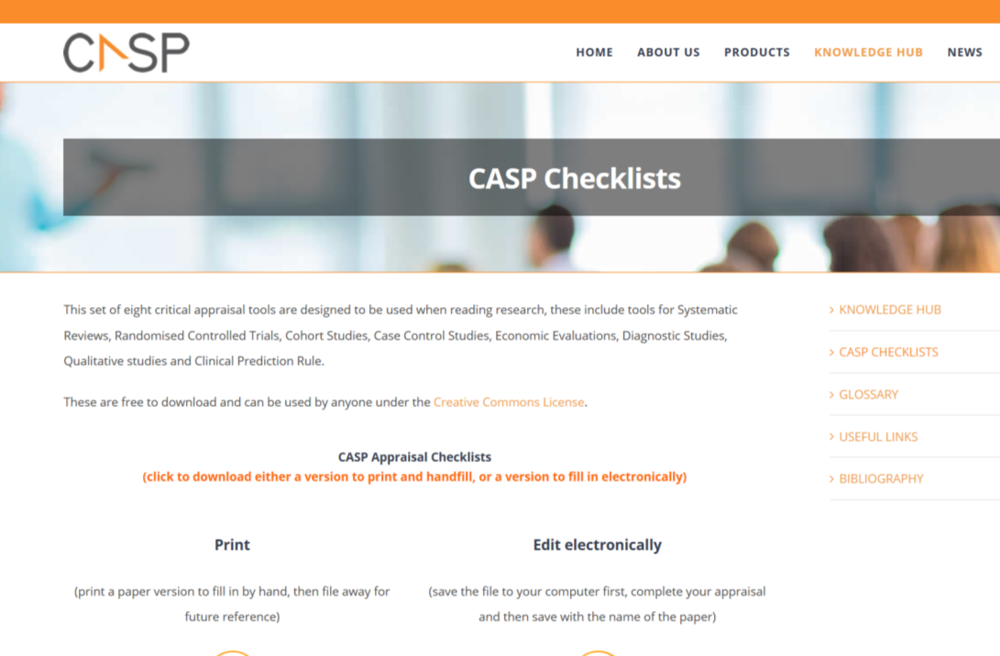 CASP
HOME ABOUT US PRODUCTS KNOWLEDGE HUB NEWS
CASP Checklists
This set of eight critical appraisal tools are designed to be used when reading research, these include tools for Systematic
Reviews, Randomised Controlled Trials, Cohort Studies, Case Control Studies, Economic Evaluations, Diagnostic Studies,
Qualitative studies and Clinical Prediction Rule.
These are free to download and can be used by anyone under the Creative Commons License.
CASP Appraisal Checklists
(click to download either a version to print and handfill, or a version to fill in electronically)
Print
(print a paper version to fill in by hand, then file away for
future reference)
Edit electronically
(save the file to your computer first, complete your appraisal
and then save with the name of the paper)
> KNOWLEDGE HUB
> CASP CHECKLISTS
> GLOSSARY
> USEFUL LINKS
> BIBLIOGRAPHY